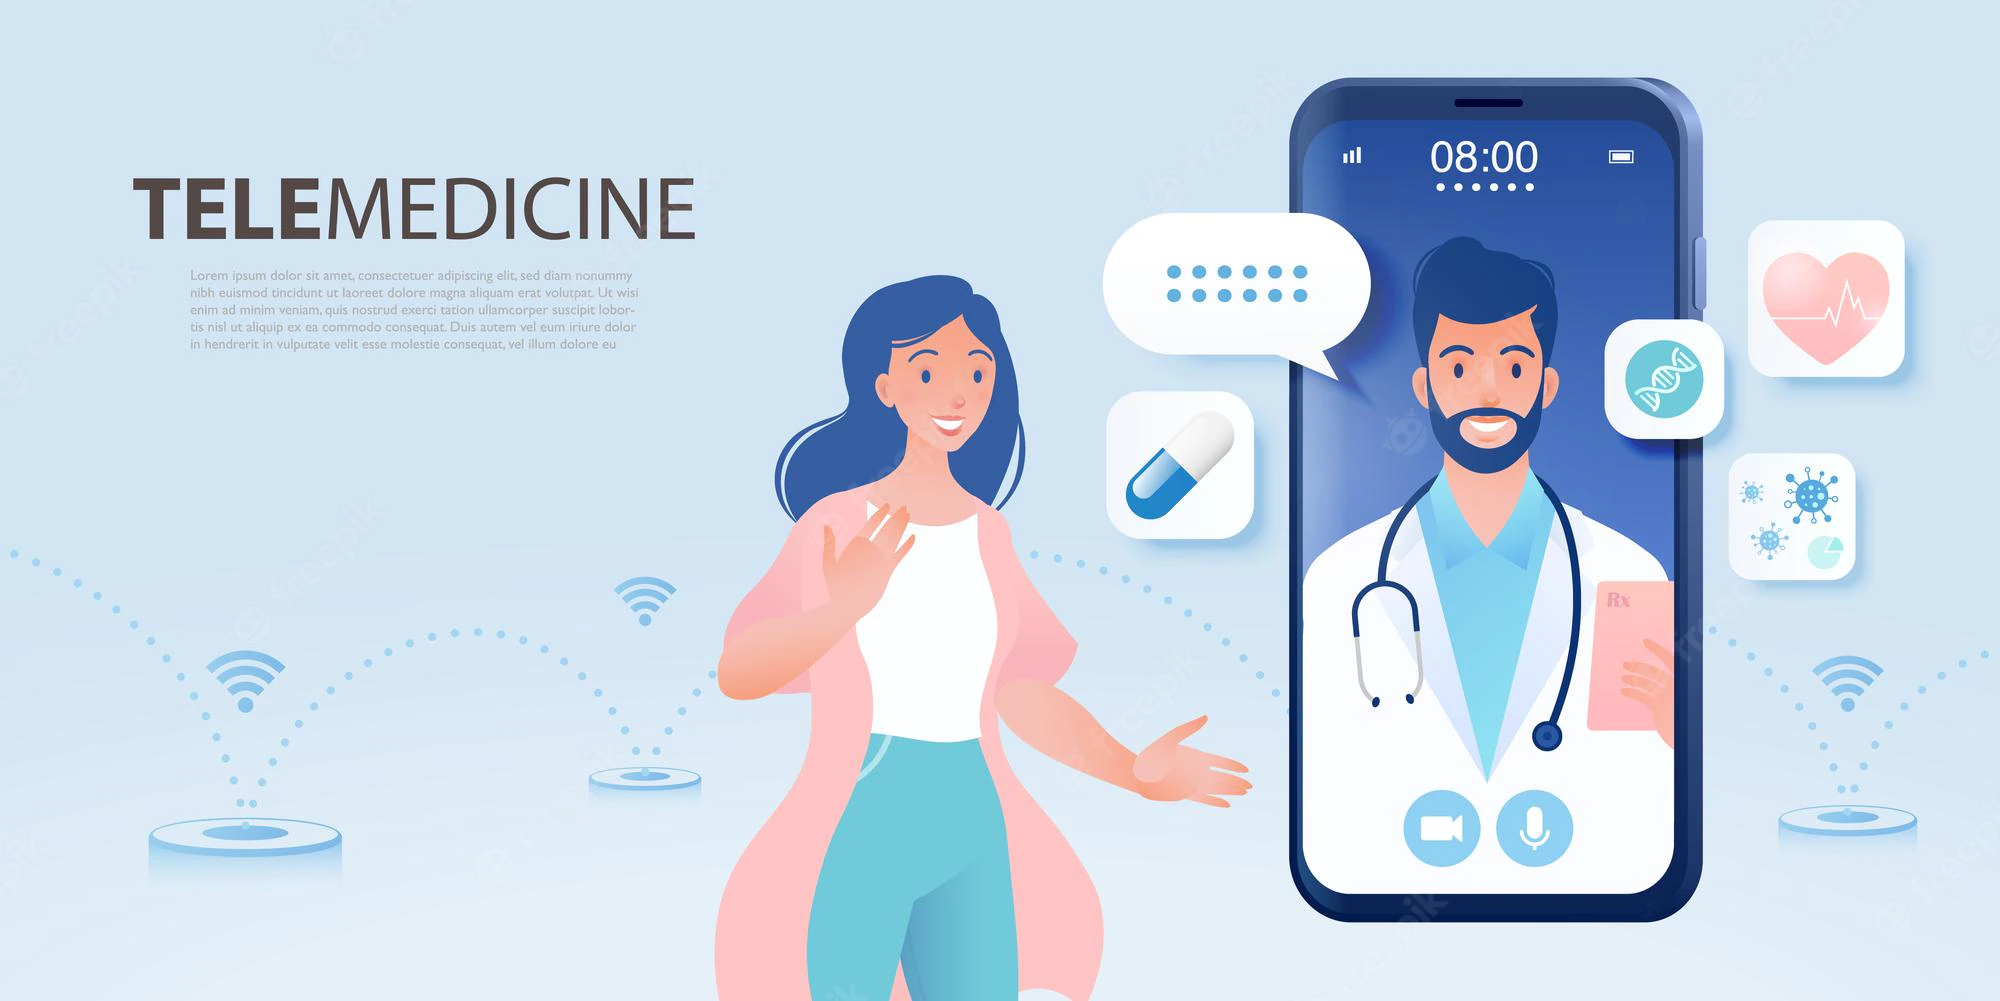 TELEMEDICINE
Lorem ipsum dolor sit amet, consectetuer adipiscing elit, sed diam nonummy
nibh euismod tincidunt ut laoreet dolore magna aliquam erat volutpat. Ut wisi
enim ad minim veniam, quis nostrud exerci tation ullamcorper suscipit lobor-
tis nisl ut aliquip ex ea commodo consequat. Duis autem vel eum iriure dolor
in hendrerit in vulputate velit esse molestie consequat, vel illum dolore eu
08:00
Rx
freepik